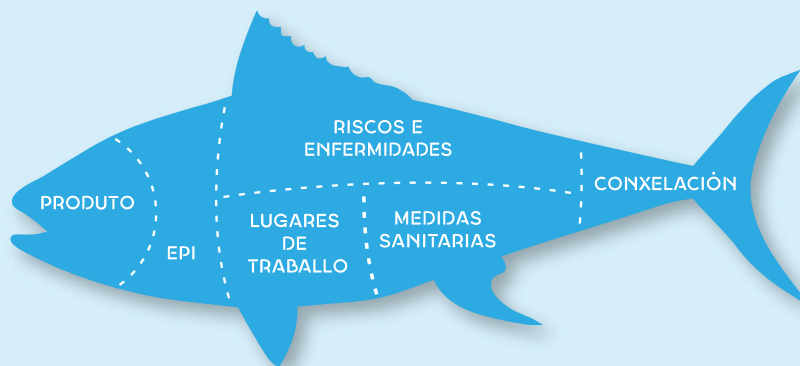 PRODUTO
EPI
RISCOS E
ENFERMIDADES
LUGARES
DE
TRABALLO
MEDIDAS
SANITARIAS
CONXELACIÓN